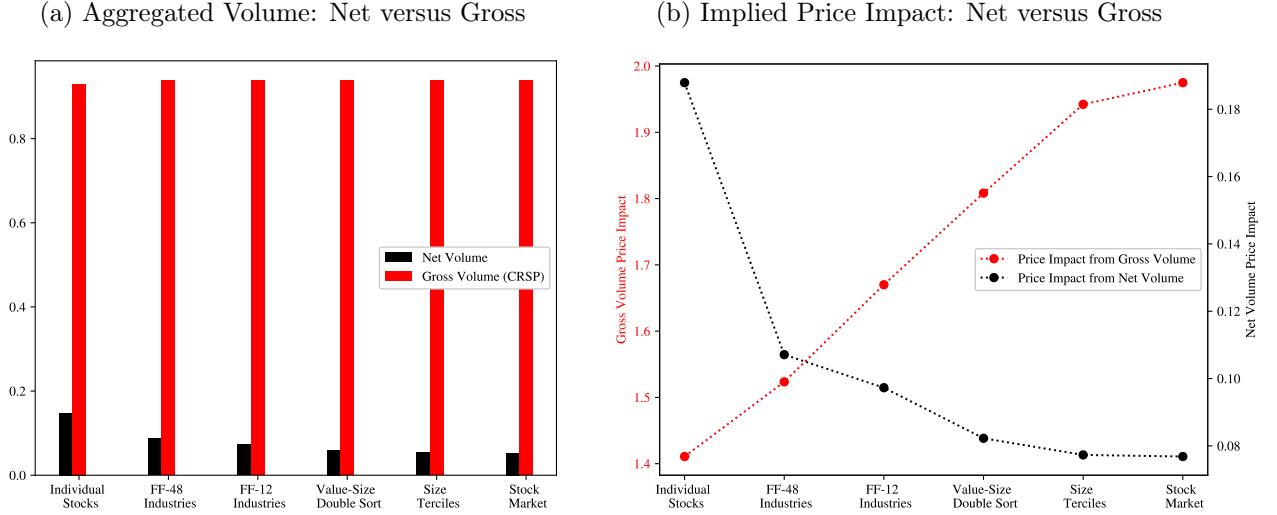 (a) Aggregated Volume: Net versus Gross
0.8
0.6
0.4
0.2
0.0
Net Volume
Gross Volume (CRSP)
Individual
Stocks
FF-48
Industries
FF-12
Industries
Value-Size
Double Sort
Size
Terciles
Stock
Market
(b) Implied Price Impact: Net versus Gross
Gross Volume Price Impact
2.0
1.9
1.8
1.7
1.6
1.5
1.4
Price Impact from Gross Volume
Price Impact from Net Volume
0.18
0.16
0.14
0.12
0.10
0.08
Net Volume Price Impact
Individual
Stocks
FF-48
Industries
FF-12
Industries
Value-Size
Double Sort
Size
Terciles
Stock
Market